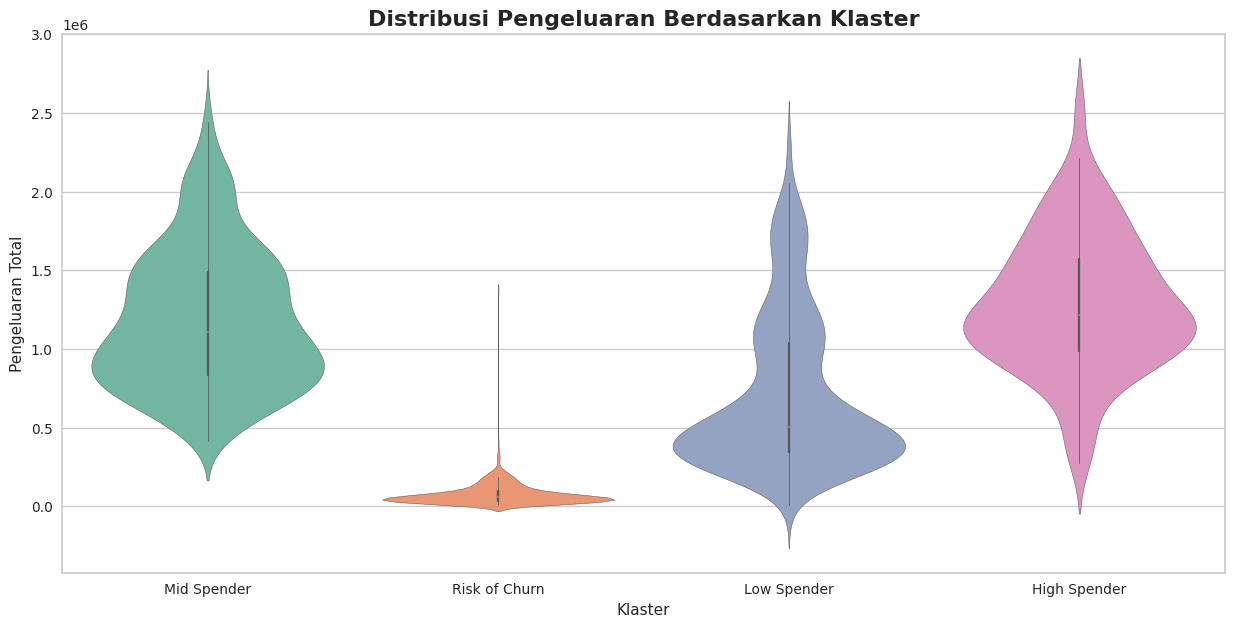 Distribusi Pengeluaran Berdasarkan Klaster
1e6
3.0
2.5
2.0
1.5
1.0
0.5
0.0
Pengeluaran Total
Mid Spender
Risk of Churn
Low Spender
High Spender
Klaster